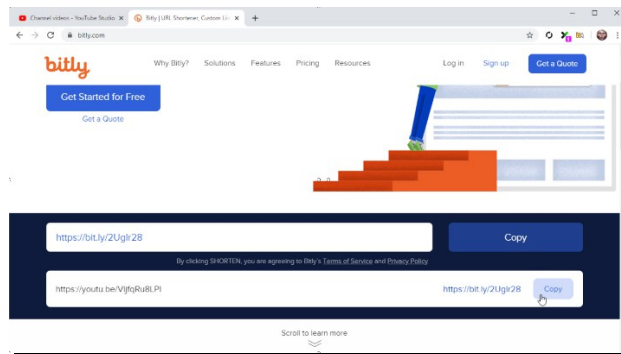 Channel videos - YouTube Studio
Bitly | URL Shortener, Custom Lin
bitly.com
bitly Why Bitly? Solutions Features Pricing Resources Log in Sign up Get a Quote
Get Started for Free
Get a Quote
https://bit.ly/2UgIr28 Copy
By clicking SHORTEN, you are agreeing to Bitly's Terms of Service and Privacy Policy
https://youtu.be/VljfqRu8LPI https://bit.ly/2UgIr28 Copy
Scroll to learn more